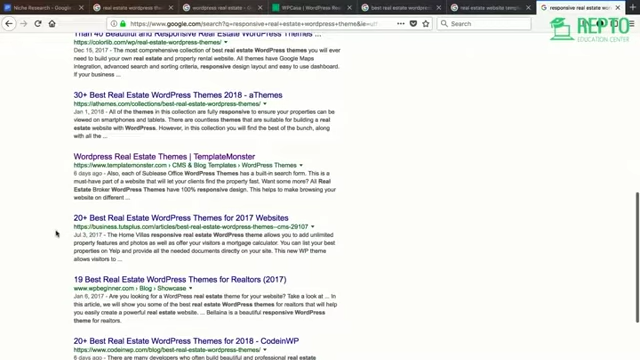 Niche Research - Google
real estate wordpress
wordpress real estate
WPCasa | WordPress R
best real estate wordpr
real estate website temp
responsive real estate w
https://www.google.com/search?q=responsive+real+estate+wordpress+theme&ie=ut
Search
REPTO
EDUCATION CENTER
Than 40 Beautiful and Responsive Real Estate WordPress Themes ...
https://colorlib.com/wp/real-estate-wordpress-themes/
Dec 15, 2017 - The most comprehensive collection of best real estate WordPress themes. All you ever
need to build your own real estate and property rental website. All themes have Google Maps
integration, advanced search and sorting criteria, responsive design layout and easy to use dashboard.
If your business ...
30+ Best Real Estate WordPress Themes 2018 - aThemes
https://athemes.com/collections/best-real-estate-wordpress-themes/
Jan 1, 2018 - All of the themes in this collection are fully responsive to ensure your properties can be
viewed on smartphones and tablets. There are countless themes that are suitable for building a real
estate website with WordPress. However, in this collection you will find the best of the bunch, along
with all the ...
Wordpress Real Estate Themes | TemplateMonster
https://www.templatemonster.com › CMS & Blog Templates › WordPress Themes
6 days ago - Also, each of Sublease Office WordPress Themes has a built-in search form. This is a
must-have part of a website that will let your clients find the property fast. Want some more? All Real
Estate Broker WordPress Themes have 100% responsive design. This helps to make browsing your
website on different ...
20+ Best Real Estate WordPress Themes for 2017 Websites
https://business.tutsplus.com/articles/best-real-estate-wordpress-themes--cms-29107
Jul 3, 2017 - The Home Villas responsive real estate WordPress theme allows you to add unlimited
property features and photos as well as offer your visitors a mortgage calculator. You can list your best
properties on Yelp and provide all the needed documents directly on your site. This new WP theme
allows visitors to ...
19 Best Real Estate WordPress Themes for Realtors (2017)
www.wpbeginner.com › Blog › Showcase
Jan 6, 2017 - Are you looking for a WordPress real estate theme for your website? Take a look at ... In
this article, we will show you some of the best real estate WordPress themes for realtors that will help
you easily create a powerful real estate website. ... Bellaina is a beautiful responsive WordPress
theme for realtors.
20+ Best Real Estate WordPress Themes for 2018 - CodeinWP
https://www.codeinwp.com/blog/best-real-estate-wordpress-themes/
6 days ago - There are many developers who often build beautiful and professional real estate